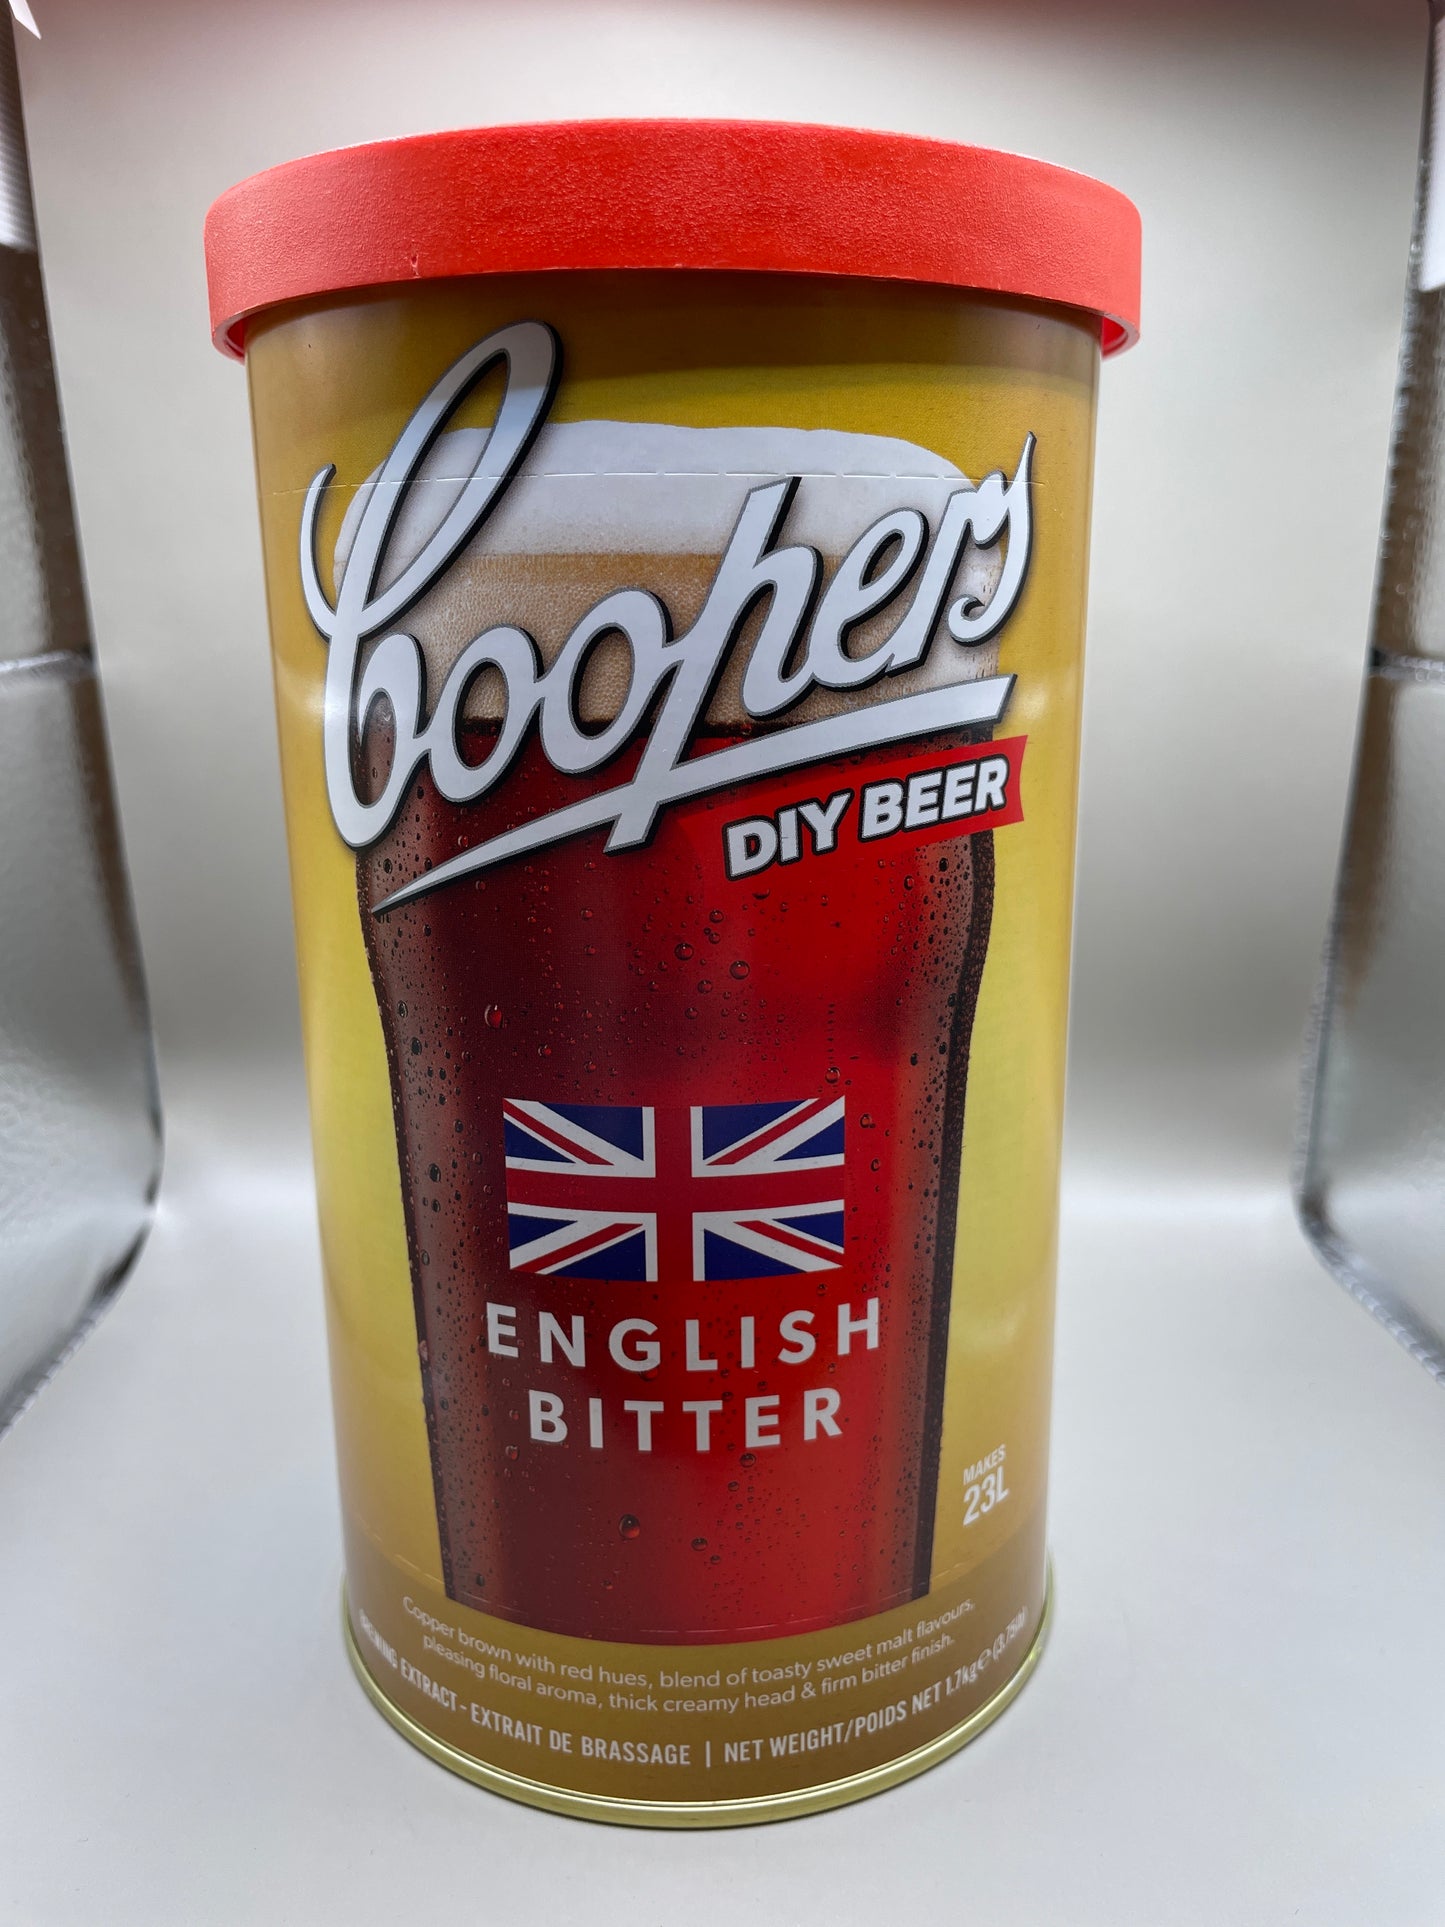 Coopers
DIY BEER
ENGLISH
BITTER
MAKES
23L
Copper brown with red hues, blend of toasty sweet malt flavours,
pleasing floral aroma, thick creamy head & firm bitter finish.
BREWING EXTRACT - EXTRAIT DE BRASSAGE | NET WEIGHT/POIDS NET 1.7kg e (3.75lb)